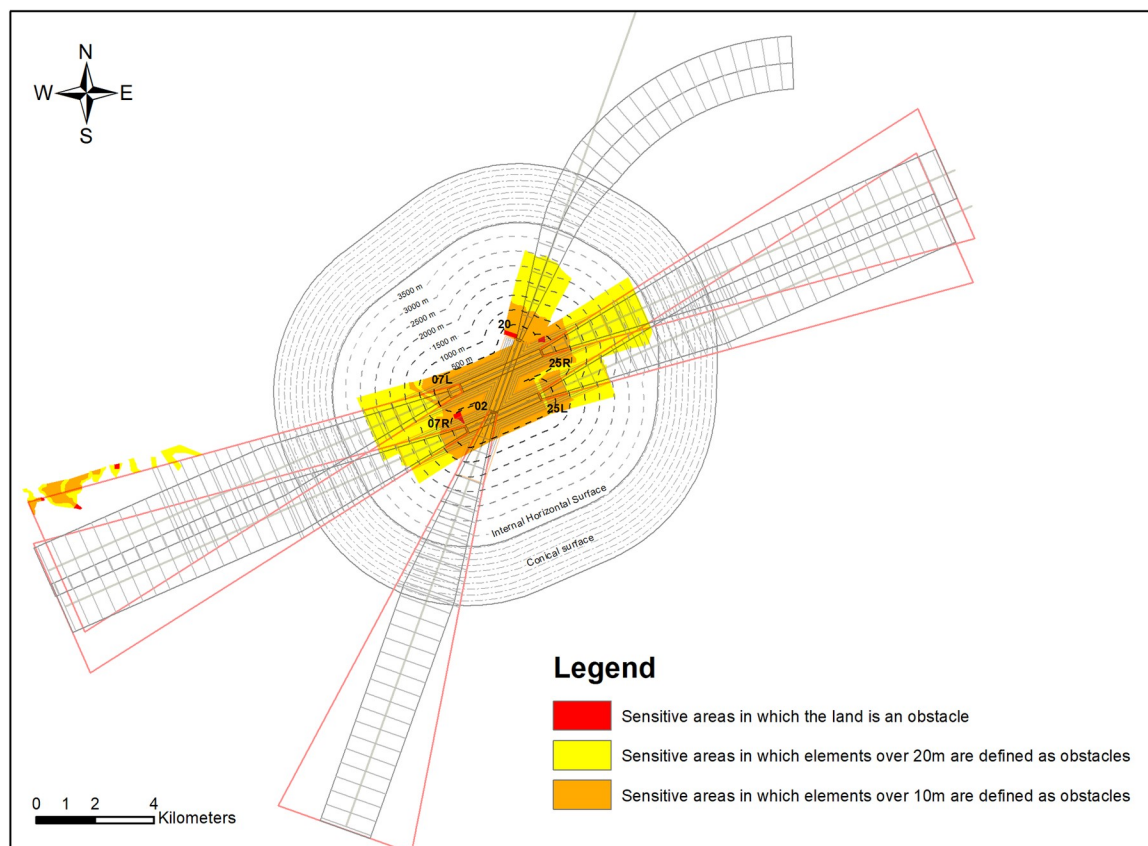 N
W E
S
3500 m
3000 m
2500 m
2000 m
1500 m
1000 m
500 m
20
25R
07L
02
25L
07R
Internal Horizontal Surface
Conical surface
Legend
Sensitive areas in which the land is an obstacle
Sensitive areas in which elements over 20m are defined as obstacles
Sensitive areas in which elements over 10m are defined as obstacles
0 1 2 4
Kilometers